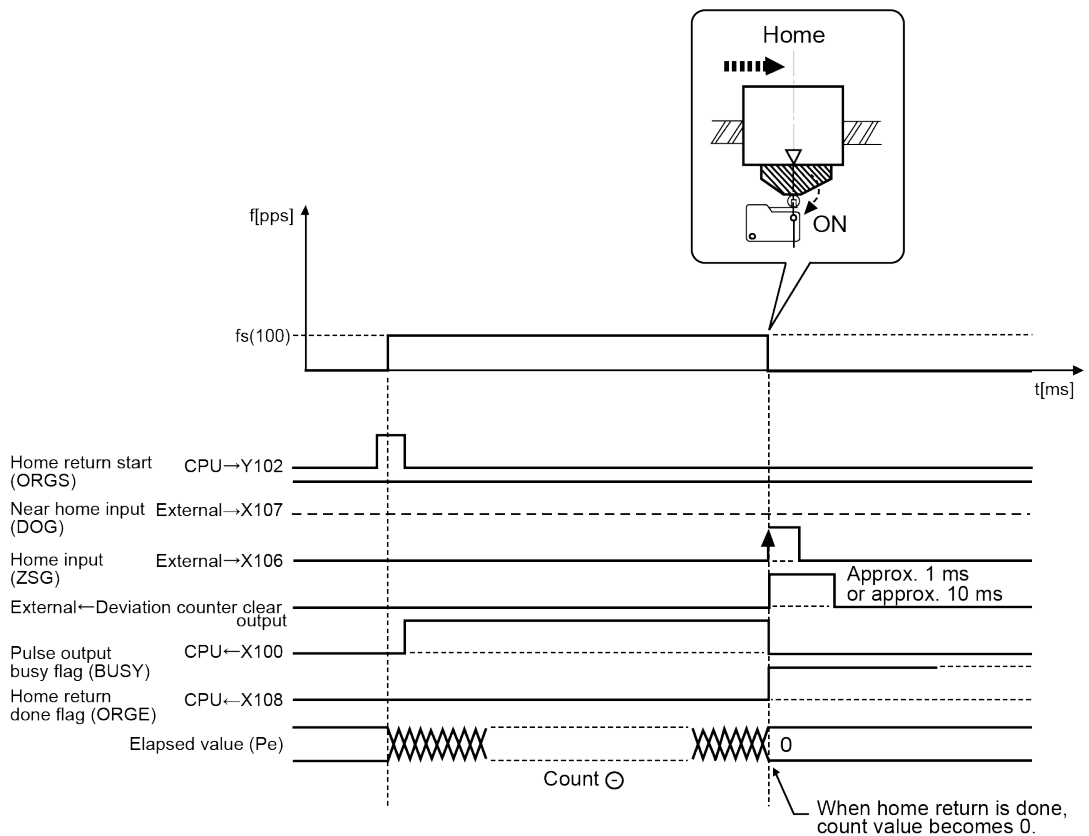 Home
ON
f[pps]
fs(100)
t[ms]
Home return start
(ORGS)
CPU→Y102
Near home input
(DOG)
External→X107
Home input
(ZSG)
External→X106
Approx. 1 ms
or approx. 10 ms
External←Deviation counter clear
output
Pulse output
busy flag (BUSY)
CPU←X100
Home return
done flag (ORGE)
CPU←X108
Elapsed value (Pe)
0
Count ⊖
When home return is done,
count value becomes 0.